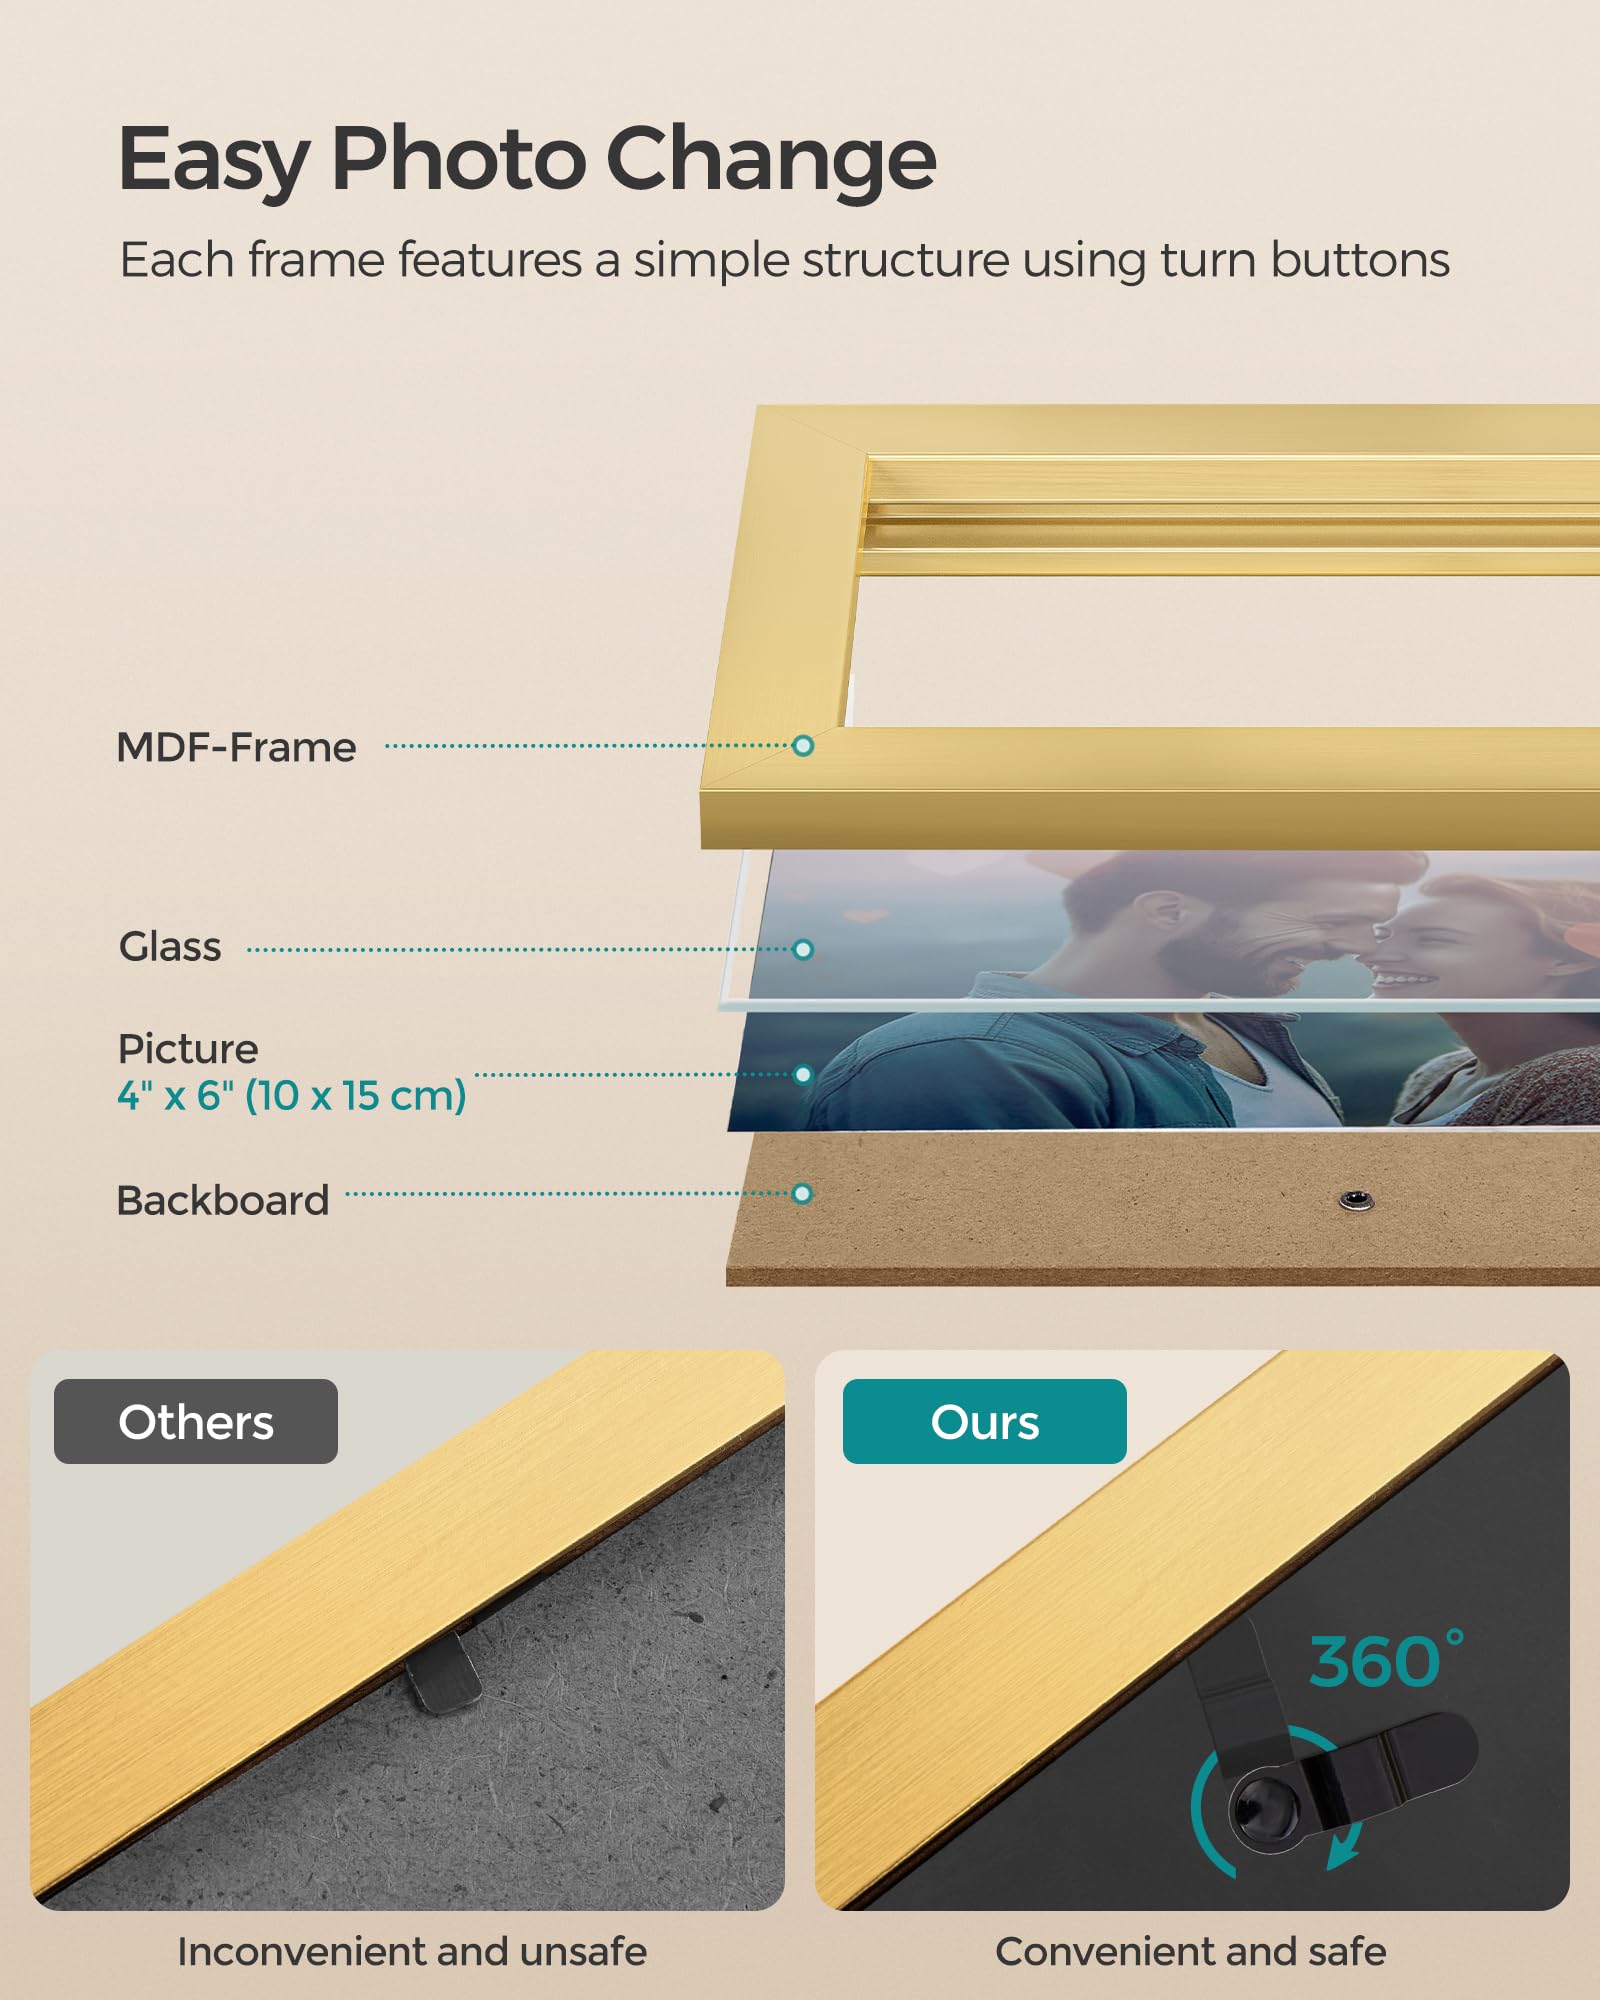 Easy Photo Change
Each frame features a simple structure using turn buttons
MDF-Frame
Glass
Picture
4" x 6" (10 x 15 cm)
Backboard
Others
Ours
360°
Inconvenient and unsafe
Convenient and safe